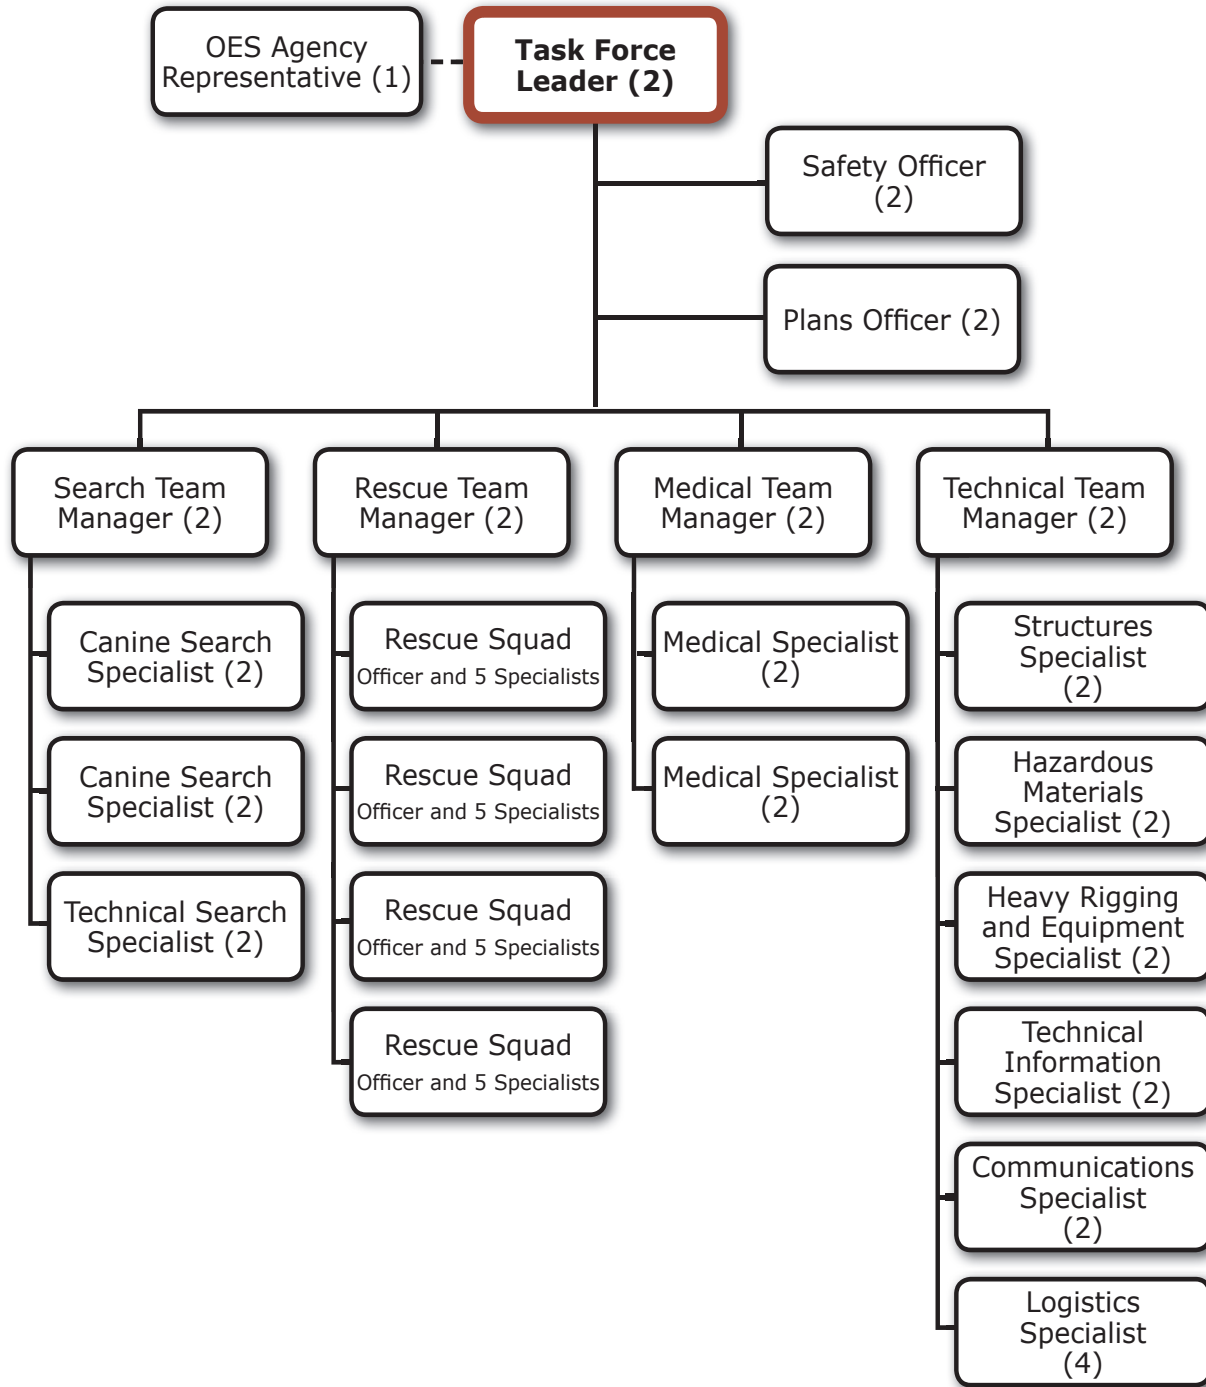 OES Agency
Representative (1)
Task Force
Leader (2)
Safety Officer
(2)
Plans Officer (2)
Search Team
Manager (2)
Rescue Team
Manager (2)
Medical Team
Manager (2)
Technical Team
Manager (2)
Canine Search
Specialist (2)
Canine Search
Specialist (2)
Technical Search
Specialist (2)
Rescue Squad
Officer and 5 Specialists
Rescue Squad
Officer and 5 Specialists
Rescue Squad
Officer and 5 Specialists
Rescue Squad
Officer and 5 Specialists
Medical Specialist
(2)
Medical Specialist
(2)
Structures
Specialist
(2)
Hazardous
Materials
Specialist (2)
Heavy Rigging
and Equipment
Specialist (2)
Technical
Information
Specialist (2)
Communications
Specialist
(2)
Logistics
Specialist
(4)